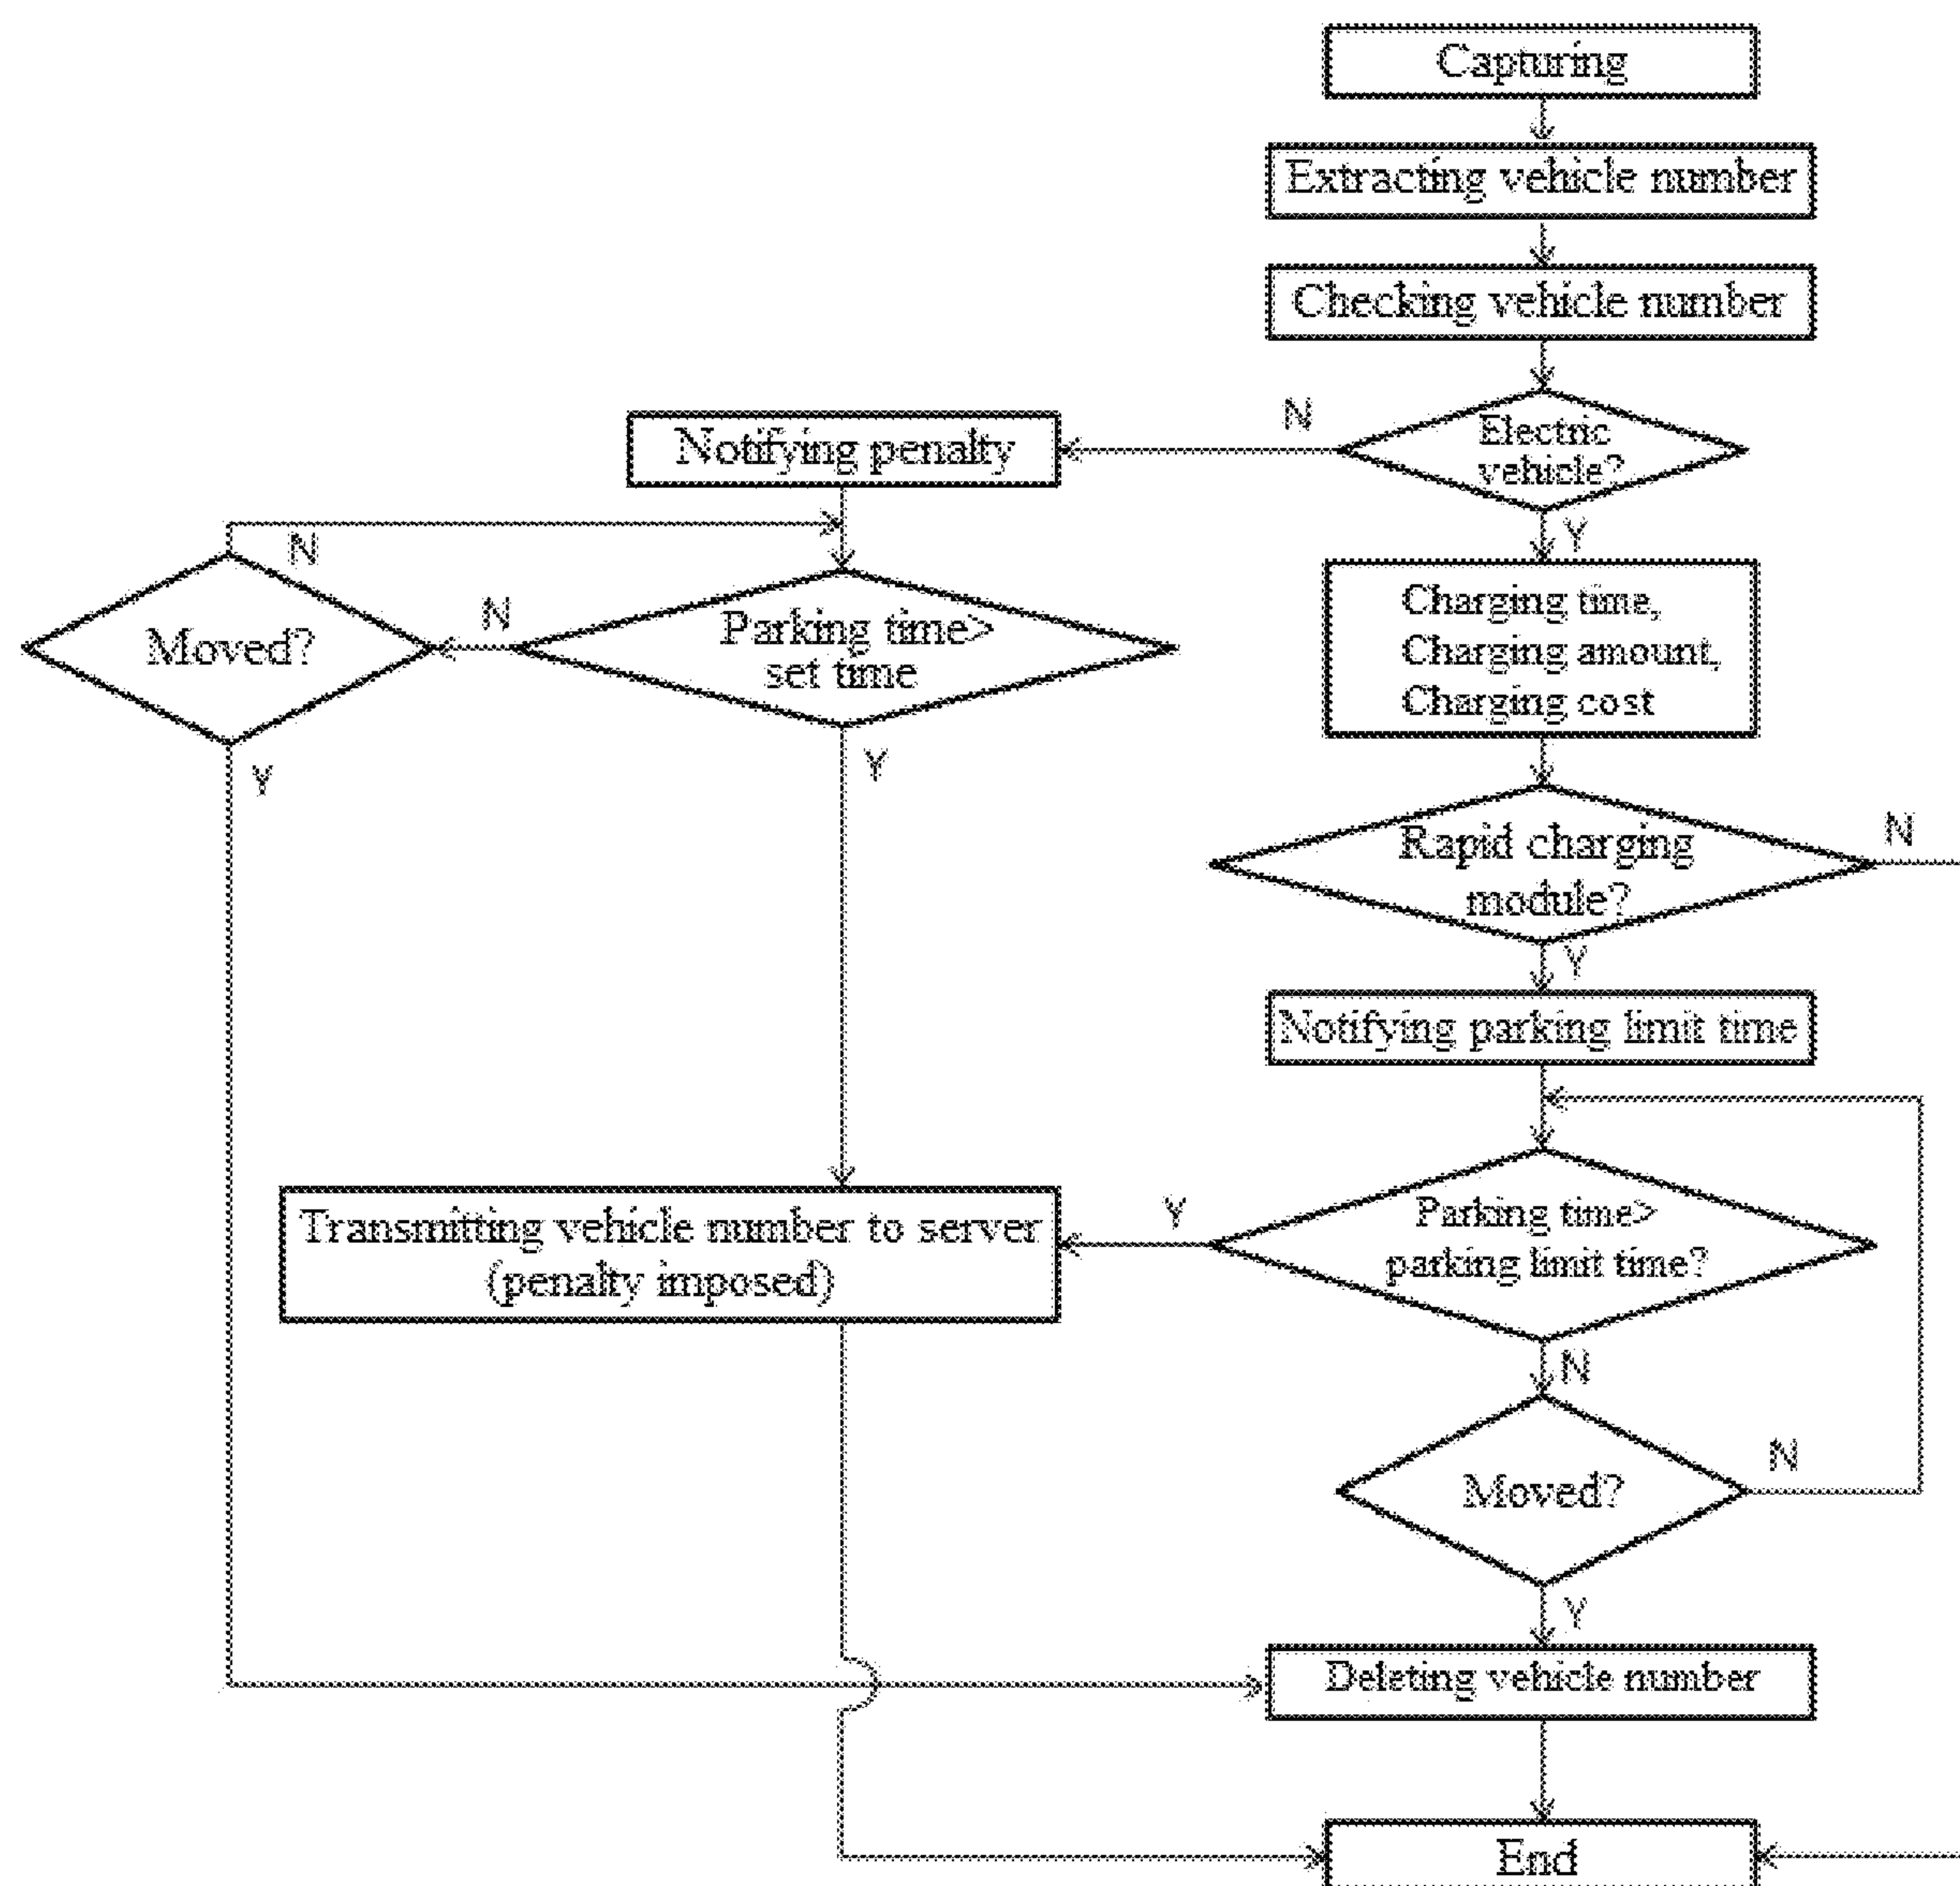 Capturing
Extracting vehicle number
Checking vehicle number
Electric
vehicle?
N
Notifying penalty
Y
N
Moved?
N
Parking time>
set time
Y
Y
Charging time,
Charging amount,
Charging cost
Rapid charging
module?
N
Y
Notifying parking limit time
Parking time>
parking limit time?
Y
Transmitting vehicle number to server
(penalty imposed)
N
Moved?
N
Y
Deleting vehicle number
End